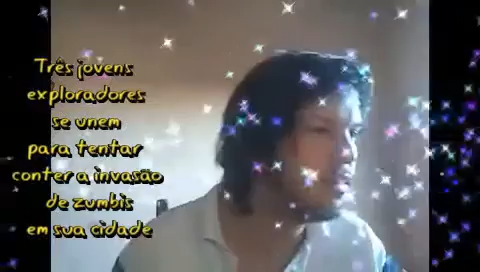 Três jovens
exploradores
se unem
para tentar
conter a invasão
de zumbis
em sua cidade